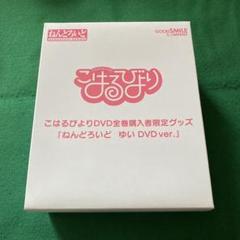 ねんどろいど
GOOD SMILE
COMPANY
こはるびより
こはるびよりDVD全巻購入者限定グッズ
「ねんどろいど ゆい DVD ver.」